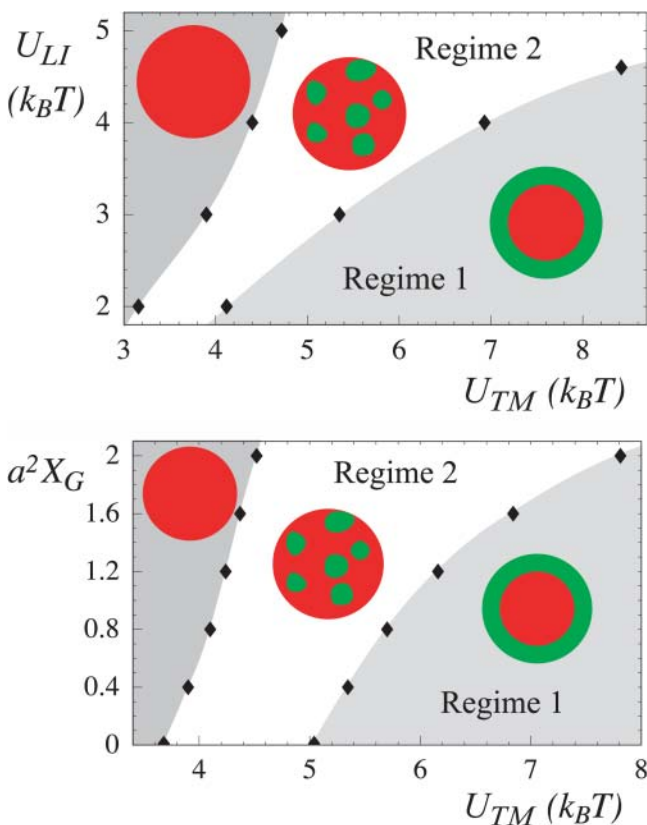 U_LI
(k_BT)
5
4
3
2
Regime 2
Regime 1
3 4 5 6 7 8
U_TM (k_BT)
a²X_G
2
1.6
1.2
0.8
0.4
0
Regime 2
Regime 1
4 5 6 7 8
U_TM (k_BT)